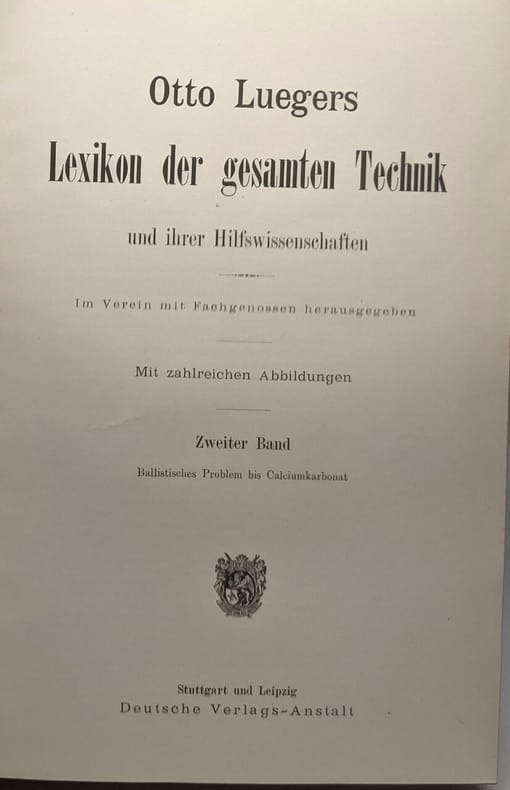 Otto Luegers
Lexikon der gesamten Technik
und ihrer Hilfswissenschaften
Im Verein mit Fachgenossen herausgegeben
Mit zahlreichen Abbildungen
Zweiter Band
Ballistisches Problem bis Calciumkarbonat
Stuttgart und Leipzig
Deutsche Verlags-Anstalt